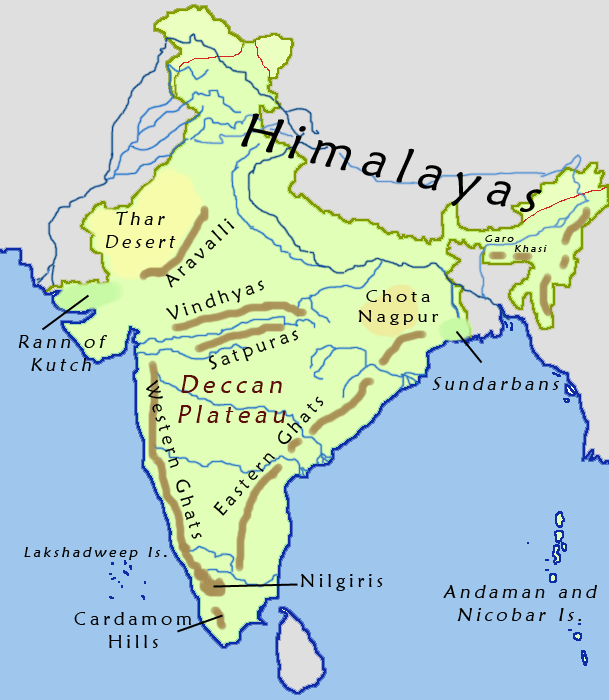 Himalayas
Thar
Desert
Aravalli
Garo
Khasi
Vindhyas
Chota
Nagpur
Rann of
Kutch
Satpuras
Sundarbans
Deccan
Plateau
Western Ghats
Eastern Ghats
Lakshadweep Is.
Nilgiris
Andaman and
Nicobar Is.
Cardamom
Hills